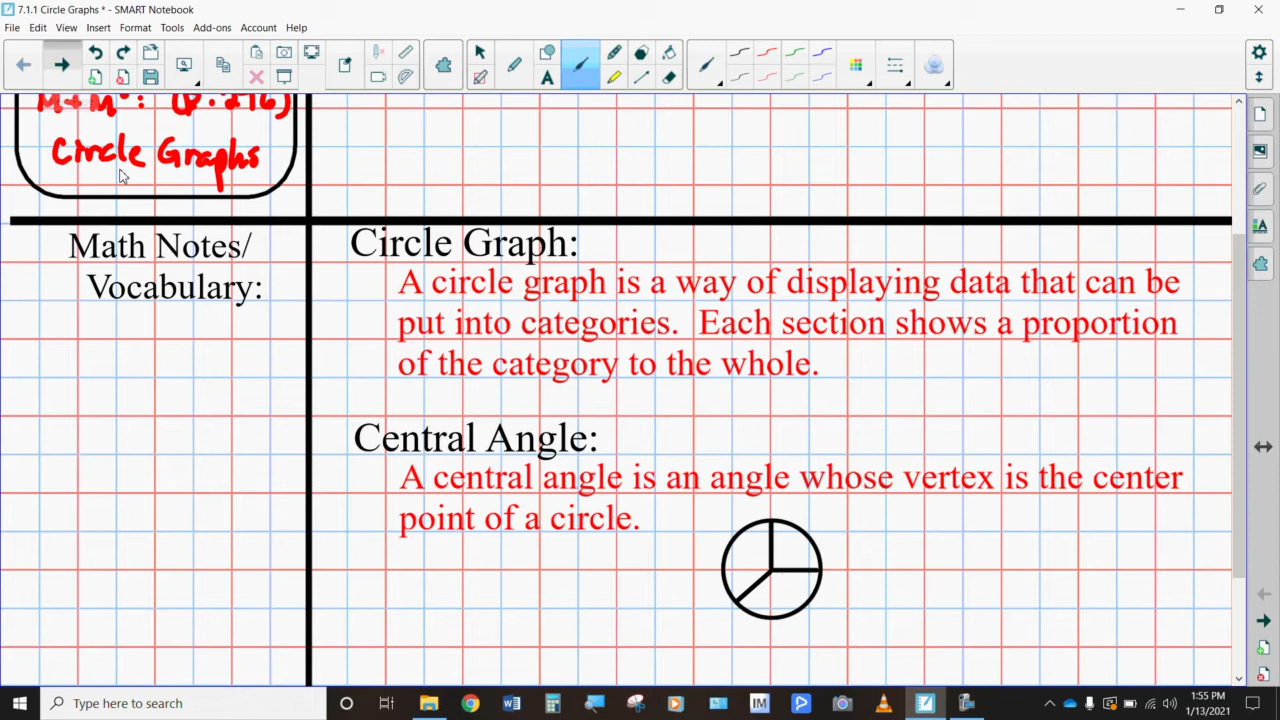 7.1.1 Circle Graphs * - SMART Notebook
File Edit View Insert Format Tools Add-ons Account Help
Circle Graphs
Math Notes/
Vocabulary:
Circle Graph:
A circle graph is a way of displaying data that can be
put into categories. Each section shows a proportion
of the category to the whole.
Central Angle:
A central angle is an angle whose vertex is the center
point of a circle.
Type here to search
1:55 PM
1/13/2021